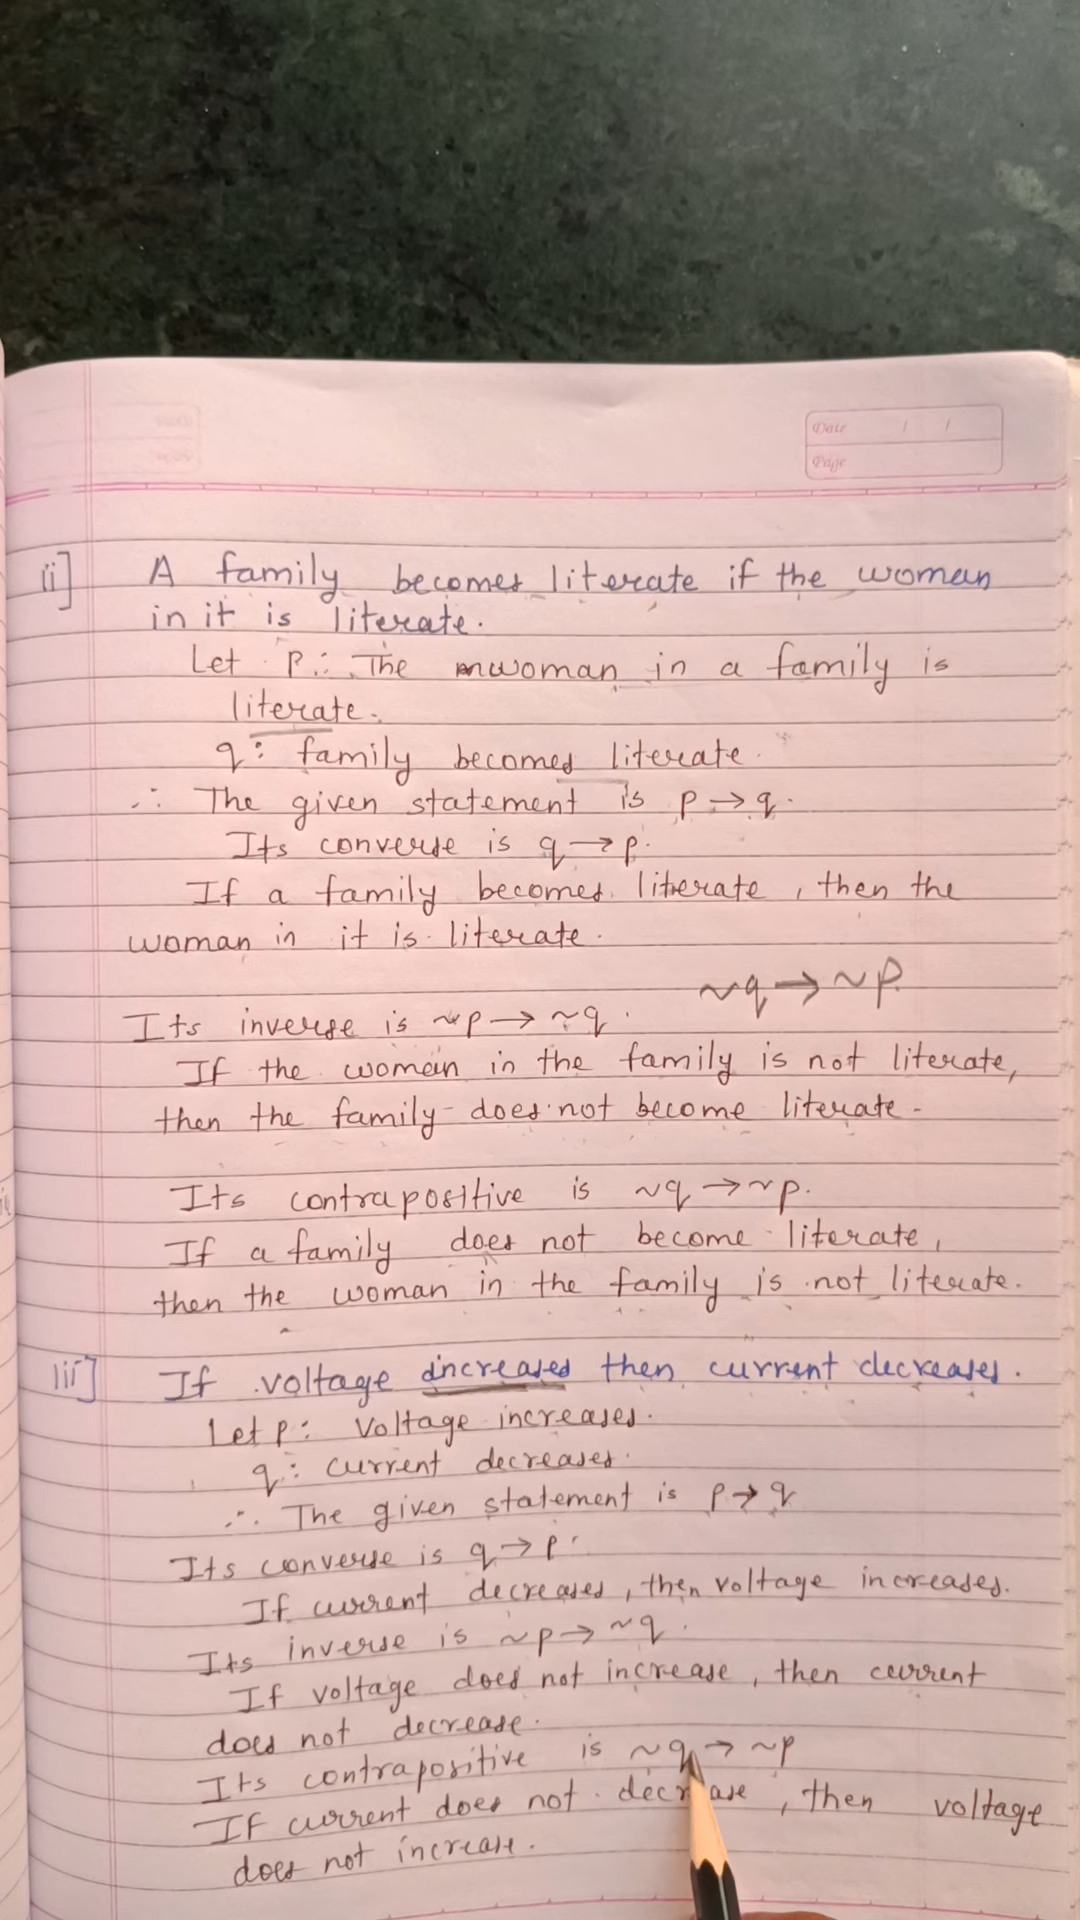 Date / /
Page
ii] A family becomes literate if the woman
in it is literate.
Let p: The woman in a family is
literate.
q: family becomes literate.
∴ The given statement is p → q.
Its converse is q → p.
If a family becomes literate, then the
woman in it is literate.
~q → ~p
Its inverse is ~p → ~q.
If the woman in the family is not literate,
then the family does not become literate.
Its contrapositive is ~q → ~p.
If a family does not become literate,
then the woman in the family is not literate.
iii] If voltage increases then current decreases.
Let p: Voltage increases.
q: current decreases.
∴ The given statement is p → q
Its converse is q → p.
If current decreases, then voltage increases.
Its inverse is ~p → ~q.
If voltage does not increase, then current
does not decrease.
Its contrapositive is ~q → ~p
If current does not decrease, then voltage
does not increase.